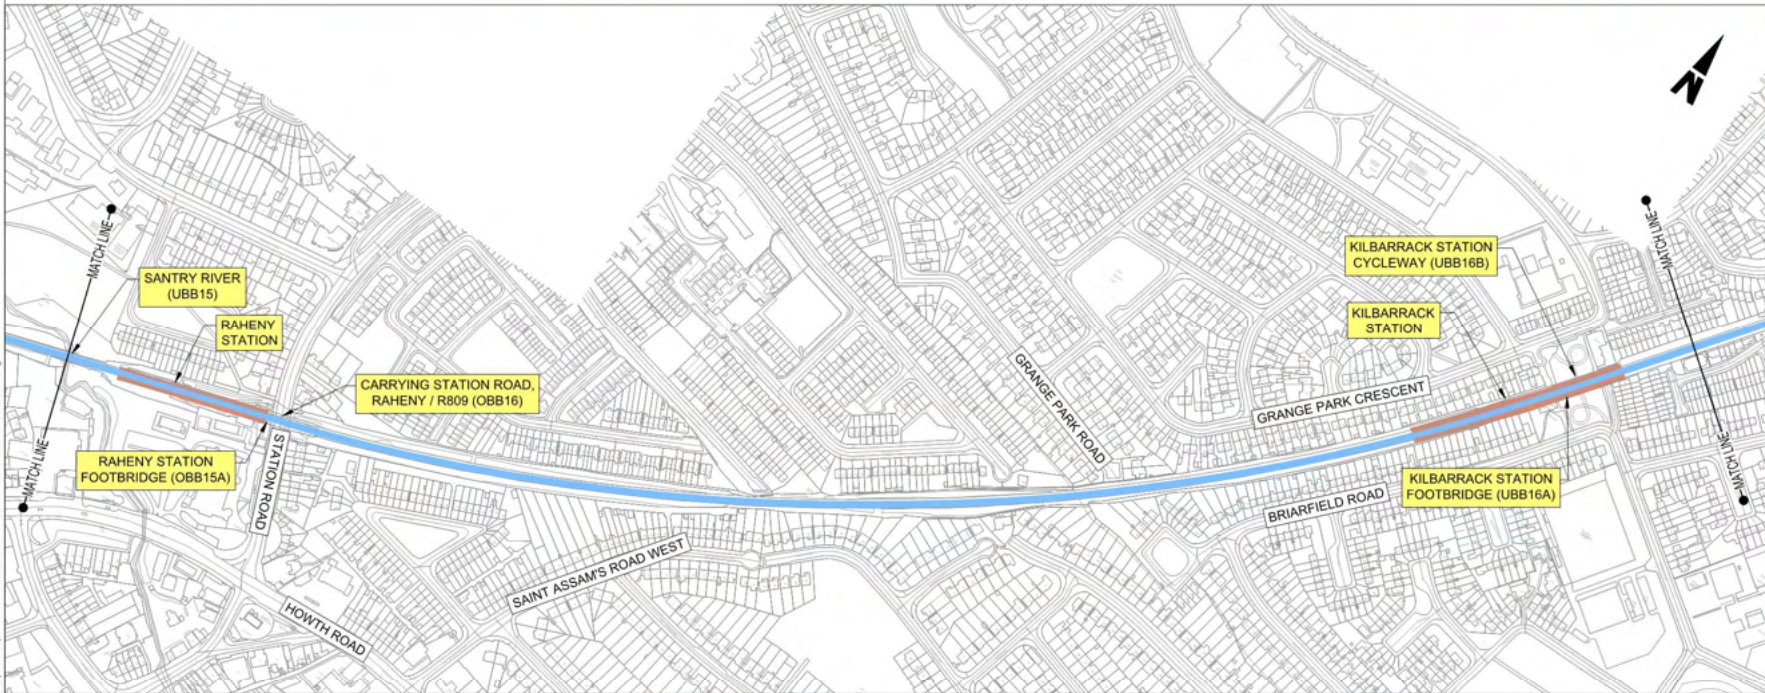 MATCH LINE
MATCH LINE
SANTRY RIVER
(UBB15)
RAHENY
STATION
CARRYING STATION ROAD,
RAHENY / R809 (OBB16)
RAHENY STATION
FOOTBRIDGE (OBB15A)
STATION ROAD
HOWTH ROAD
SAINT ASSAM'S ROAD WEST
GRANGE PARK ROAD
GRANGE PARK CRESCENT
BRIARFIELD ROAD
KILBARRACK STATION
CYCLEWAY (UBB16B)
KILBARRACK
STATION
KILBARRACK STATION
FOOTBRIDGE (UBB16A)
N
MATCH LINE
MATCH LINE